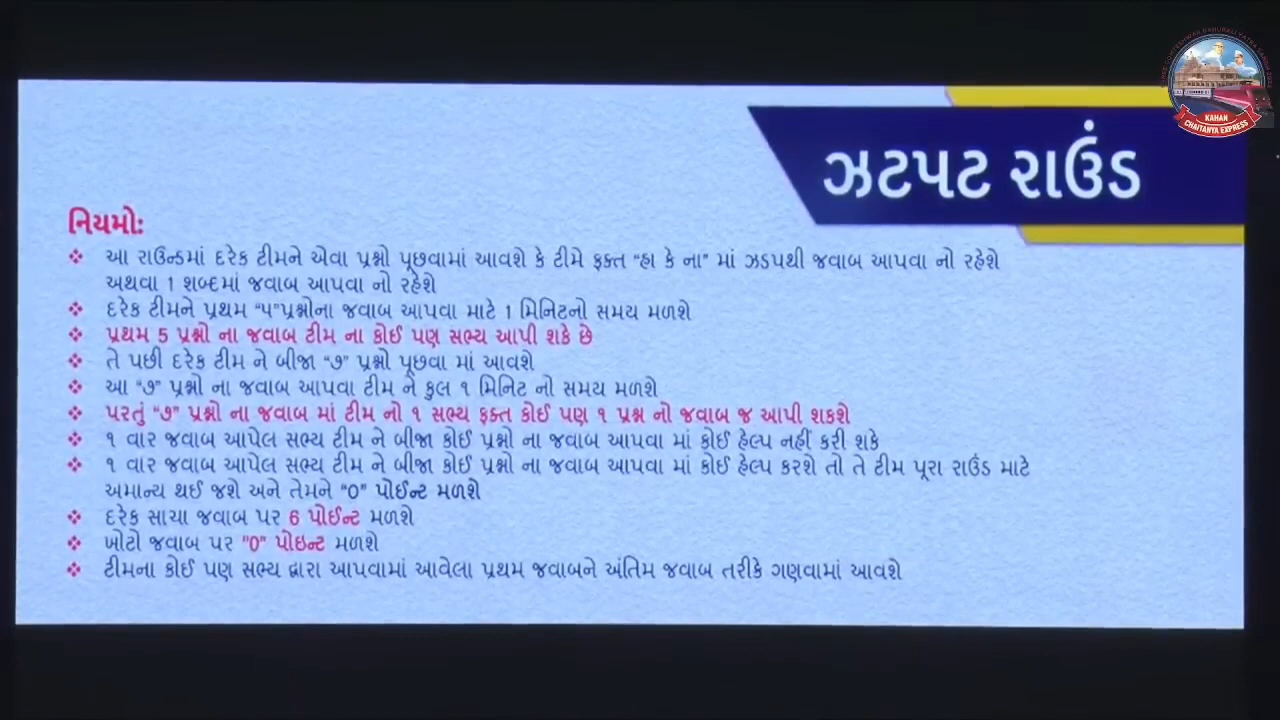 KAHAN
CHAITANYA EXPRESS
ઝટપટ રાઉંડ
નિયમો:
❖ આ રાઉન્ડમાં દરેક ટીમને એવા પ્રશ્નો પૂછવામાં આવશે કે ટીમે ફક્ત “હા કે ના” માં ઝડપથી જવાબ આપવા નો રહેશે
અથવા 1 શબ્દમાં જવાબ આપવા નો રહેશે
❖ દરેક ટીમને પ્રથમ “૫”પ્રશ્નોના જવાબ આપવા માટે 1 મિનિટનો સમય મળશે
❖ પ્રથમ 5 પ્રશ્નો ના જવાબ ટીમ ના કોઈ પણ સભ્ય આપી શકે છે
❖ તે પછી દરેક ટીમ ને બીજા “૭” પ્રશ્નો પૂછવા માં આવશે
❖ આ “૭” પ્રશ્નો ના જવાબ આપવા ટીમ ને કુલ ૧ મિનિટ નો સમય મળશે
❖ પરતું “૭” પ્રશ્નો ના જવાબ માં ટીમ નો ૧ સભ્ય ફક્ત કોઈ પણ ૧ પ્રશ્ન નો જવાબ જ આપી શકશે
❖ ૧ વાર જવાબ આપેલ સભ્ય ટીમ ને બીજા કોઈ પ્રશ્નો ના જવાબ આપવા માં કોઈ હેલ્પ નહીં કરી શકે
❖ ૧ વાર જવાબ આપેલ સભ્ય ટીમ ને બીજા કોઈ પ્રશ્નો ના જવાબ આપવા માં કોઈ હેલ્પ કરશે તો તે ટીમ પૂરા રાઉંડ માટે
અમાન્ય થઈ જશે અને તેમને “0” પોઈન્ટ મળશે
❖ દરેક સાચા જવાબ પર 6 પોઈન્ટ મળશે
❖ ખોટો જવાબ પર "0" પોઇન્ટ મળશે
❖ ટીમના કોઈ પણ સભ્ય દ્વારા આપવામાં આવેલા પ્રથમ જવાબને અંતિમ જવાબ તરીકે ગણવામાં આવશે